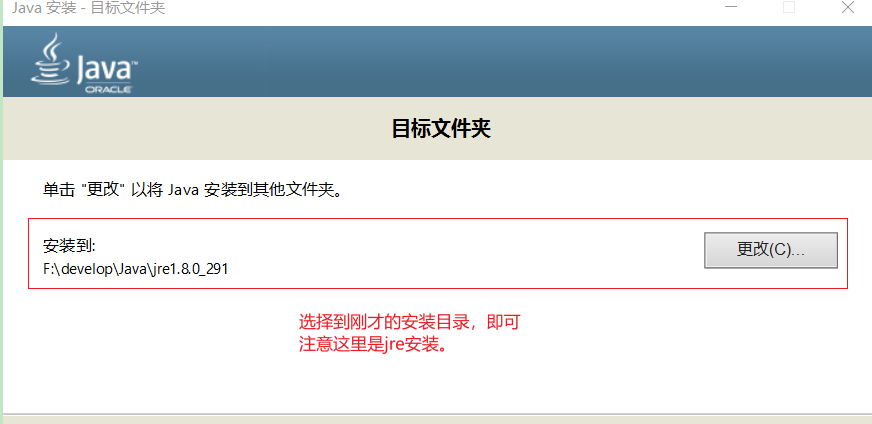 Java 安装 - 目标文件夹
Java™
ORACLE
目标文件夹
单击 "更改" 以将 Java 安装到其他文件夹。
安装到:
更改(C)...
F:\develop\Java\jre1.8.0_291
选择到刚才的安装目录，即可
注意这里是jre安装。